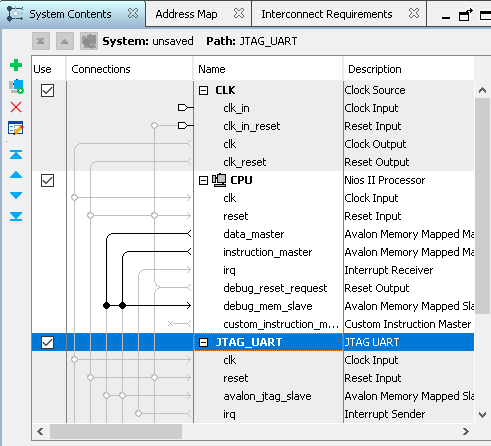 System Contents Address Map Interconnect Requirements
System: unsaved Path: JTAG_UART
Use Connections Name Description
CLK Clock Source
clk_in Clock Input
clk_in_reset Reset Input
clk Clock Output
clk_reset Reset Output
CPU Nios II Processor
clk Clock Input
reset Reset Input
data_master Avalon Memory Mapped Ma
instruction_master Avalon Memory Mapped Ma
irq Interrupt Receiver
debug_reset_request Reset Output
debug_mem_slave Avalon Memory Mapped Sla
custom_instruction_m... Custom Instruction Master
JTAG_UART JTAG UART
clk Clock Input
reset Reset Input
avalon_jtag_slave Avalon Memory Mapped Sla
irq Interrupt Sender